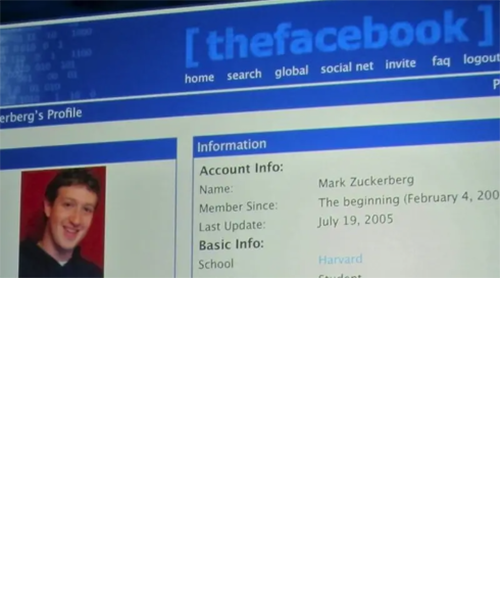 [ thefacebook ]
home search global social net invite faq logout
erberg's Profile
P
Information
Account Info:
Name: Mark Zuckerberg
Member Since: The beginning (February 4, 200
Last Update: July 19, 2005
Basic Info:
School Harvard